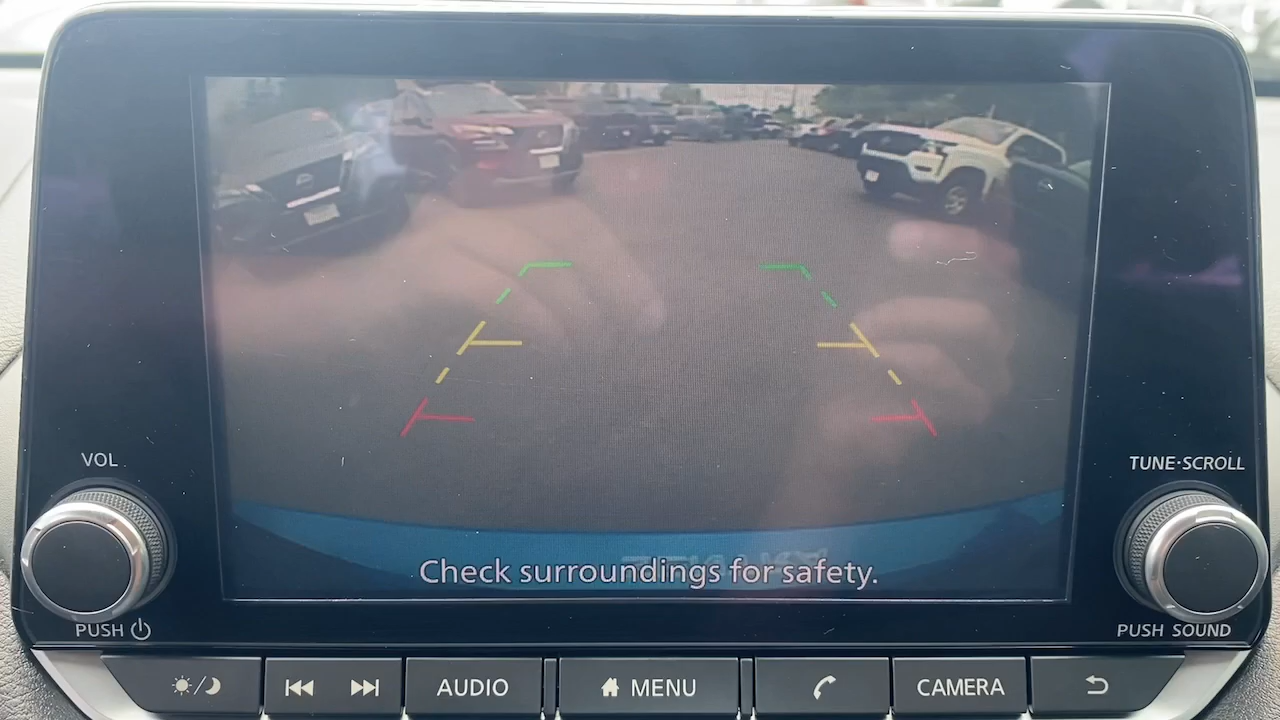 Check surroundings for safety.
VOL
TUNE·SCROLL
PUSH
PUSH SOUND
AUDIO
MENU
CAMERA